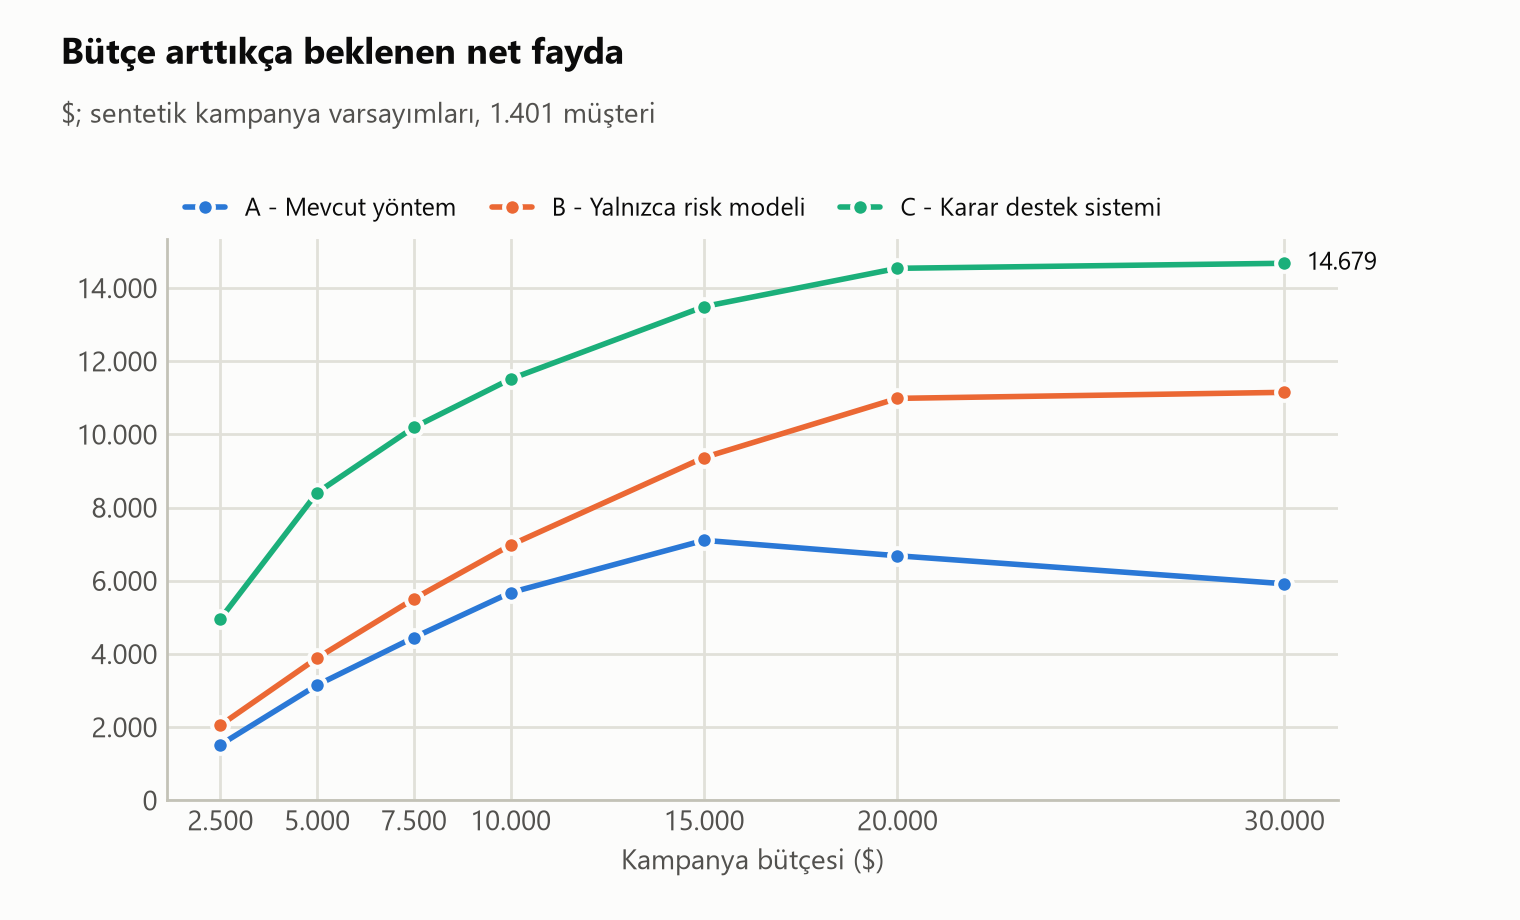 Bütçe arttıkça beklenen net fayda
$; sentetik kampanya varsayımları, 1.401 müşteri
A - Mevcut yöntem B - Yalnızca risk modeli C - Karar destek sistemi
14.679
14.000
12.000
10.000
8.000
6.000
4.000
2.000
0
2.500 5.000 7.500 10.000 15.000 20.000 30.000
Kampanya bütçesi ($)